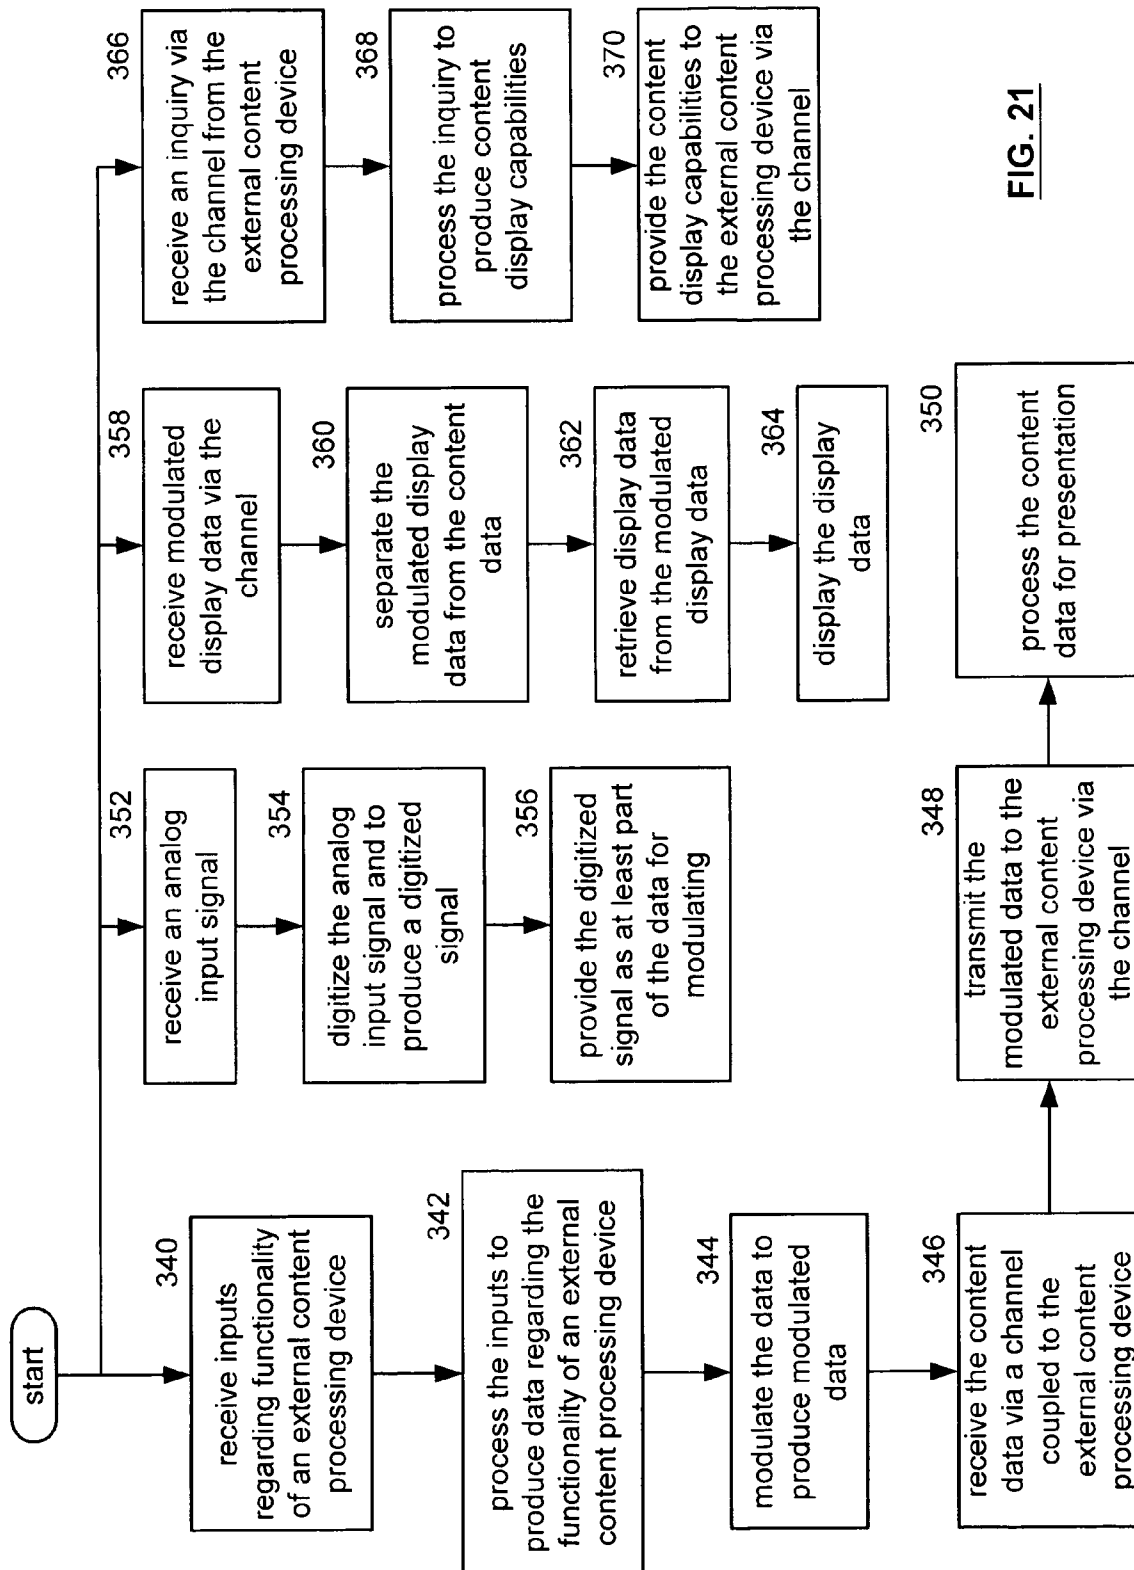 start
340
receive inputs
regarding functionality
of an external content
processing device
342
process the inputs to
produce data regarding the
functionality of an external
content processing device
344
modulate the data to
produce modulated
data
346
receive the content
data via a channel
coupled to the
external content
processing device
348
transmit the
modulated data to the
external content
processing device via
the channel
350
process the content
data for presentation
352
receive an analog
input signal
354
digitize the analog
input signal and to
produce a digitized
signal
356
provide the digitized
signal as at least part
of the data for
modulating
358
receive modulated
display data via the
channel
360
separate the
modulated display
data from the content
data
362
retrieve display data
from the modulated
display data
364
display the display
data
366
receive an inquiry via
the channel from the
external content
processing device
368
process the inquiry to
produce content
display capabilities
370
provide the content
display capabilities to
the external content
processing device via
the channel
FIG. 21